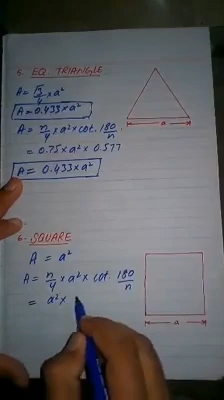 5. EQ. TRIANGLE
A = √3/4 × a²
A = 0.433 × a²
A = n/4 × a² × cot. 180/n
= 0.75 × a² × 0.577
A = 0.433 × a²
a
6- SQUARE
A = a²
A = n/4 × a² × cot. 180/n
= a² ×
a